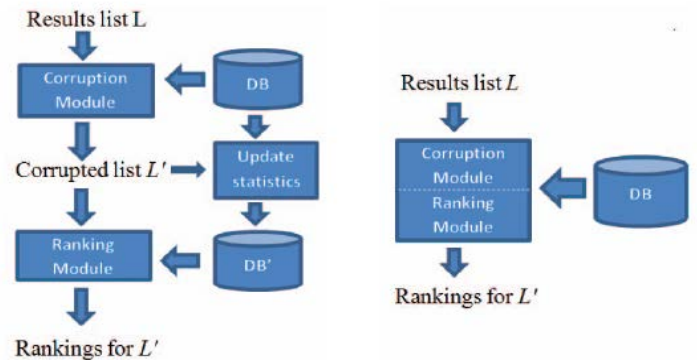 Results list L
Corruption
Module
DB
Corrupted list L'
Update
statistics
Ranking
Module
DB'
Rankings for L'
Results list L
Corruption
Module
Ranking
Module
DB
Rankings for L'